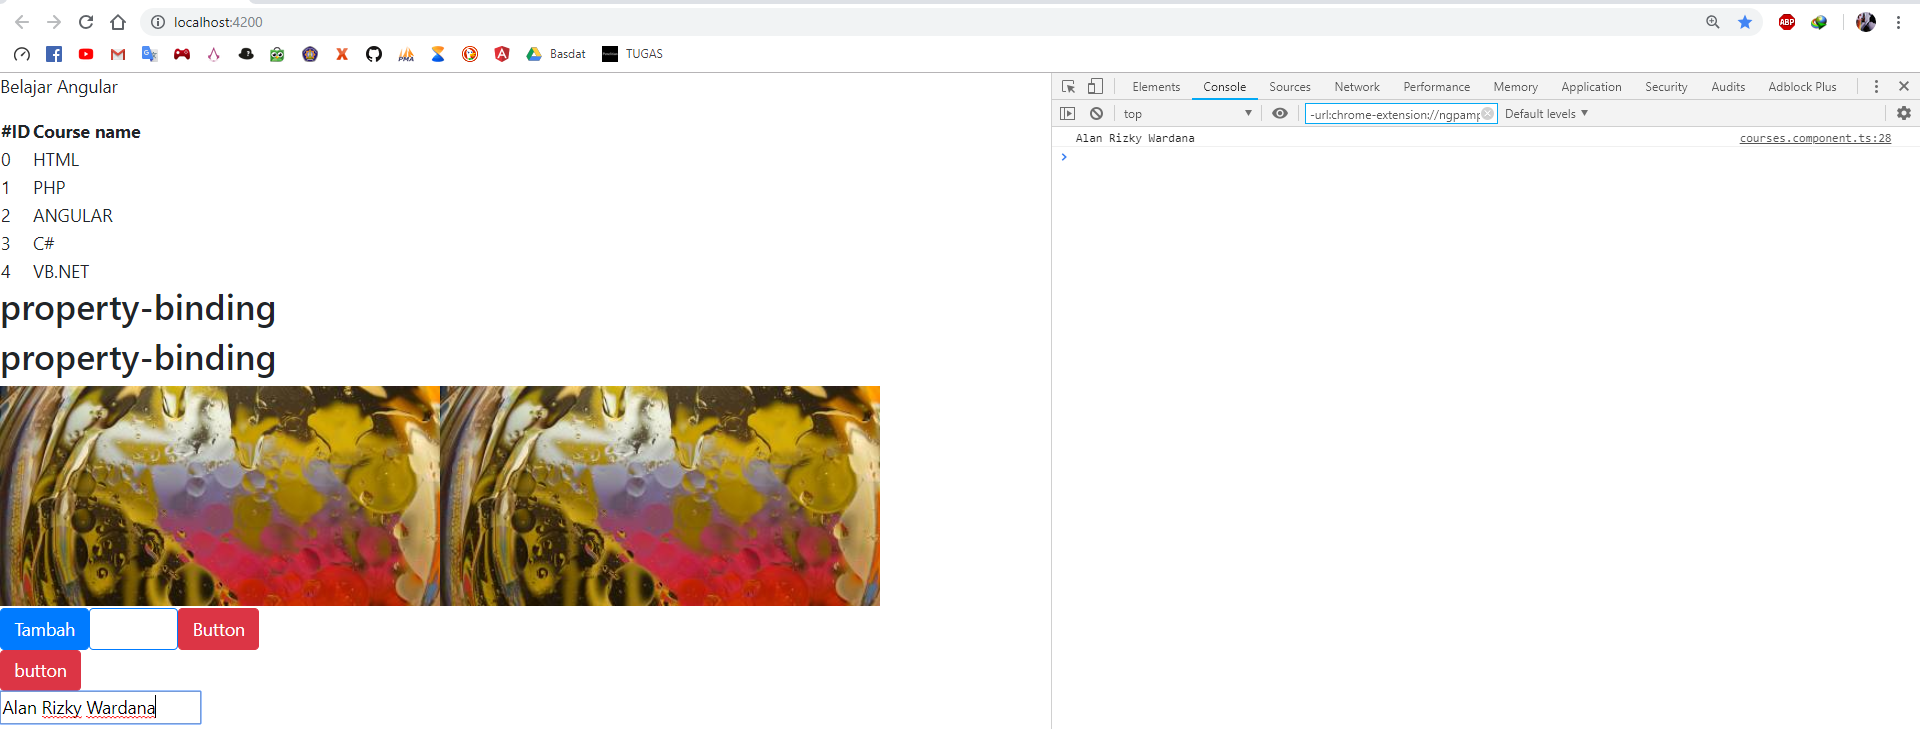 localhost:4200
ABP
PMA
Basdat
TUGAS
Belajar Angular
#ID Course name
0 HTML
1 PHP
2 ANGULAR
3 C#
4 VB.NET
property-binding
property-binding
Tambah
Button
button
Alan Rizky Wardana
Elements Console Sources Network Performance Memory Application Security Audits Adblock Plus
top
-url:chrome-extension://ngpamp
Default levels
Alan Rizky Wardana courses.component.ts:28